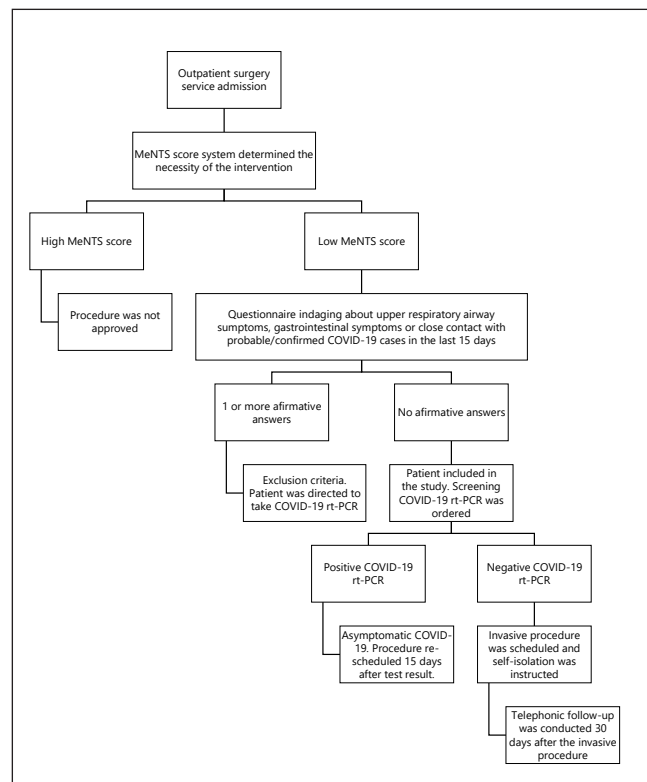 Outpatient surgery
service admission
MeNTS score system determined the
necessity of the intervention
High MeNTS score
Low MeNTS score
Procedure was not
approved
Questionnaire indaging about upper respiratory airway
sumptoms, gastrointestinal symptoms or close contact with
probable/confirmed COVID-19 cases in the last 15 days
1 or more afirmative
answers
No afirmative answers
Exclusion criteria.
Patient was directed to
take COVID-19 rt-PCR
Patient included in
the study. Screening
COVID-19 rt-PCR was
ordered
Positive COVID-19
rt-PCR
Negative COVID-19
rt-PCR
Asymptomatic COVID-
19. Procedure re-
scheduled 15 days
after test result.
Invasive procedure
was scheduled and
self-isolation was
instructed
Telephonic follow-up
was conducted 30
days after the invasive
procedure